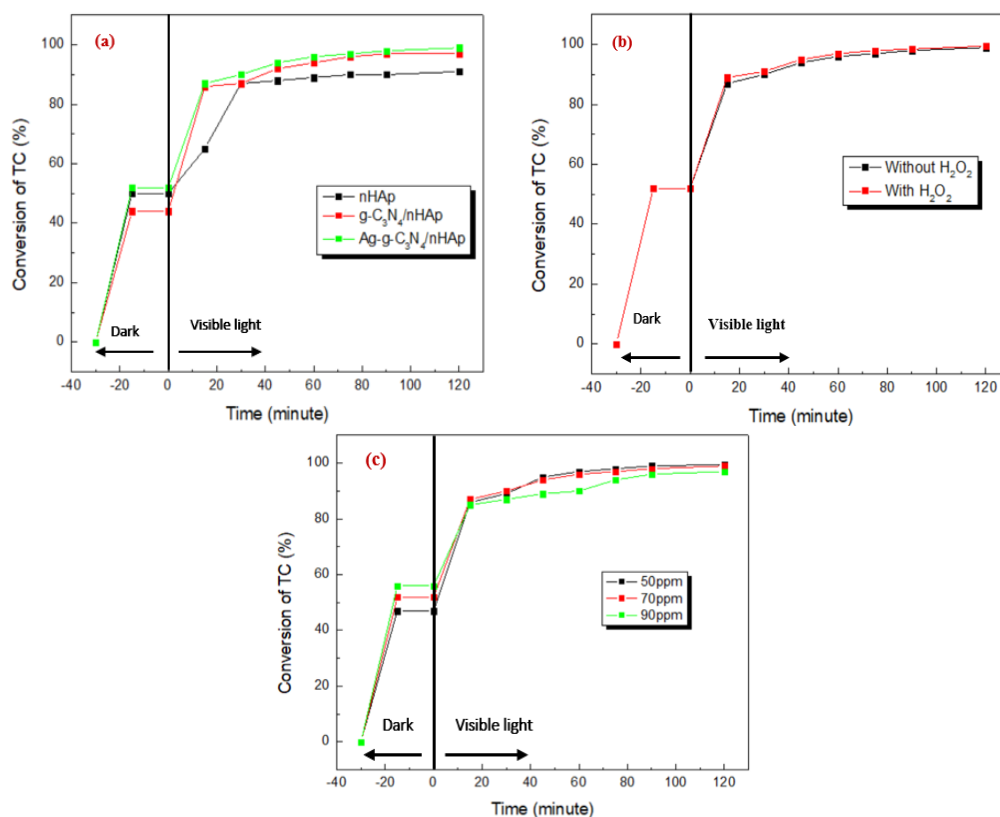 (a)
100
80
60
40
20
0
Conversion of TC (%)
nHAp
g-C₃N₄/nHAp
Ag-g-C₃N₄/nHAp
Dark
Visible light
-40 -20 0 20 40 60 80 100 120
Time (minute)
(b)
100
80
60
40
20
0
Conversion of TC (%)
Without H₂O₂
With H₂O₂
Dark
Visible light
-40 -20 0 20 40 60 80 100 120
Time (minute)
(c)
100
80
60
40
20
0
Conversion of TC (%)
50ppm
70ppm
90ppm
Dark
Visible light
-40 -20 0 20 40 60 80 100 120
Time (minute)